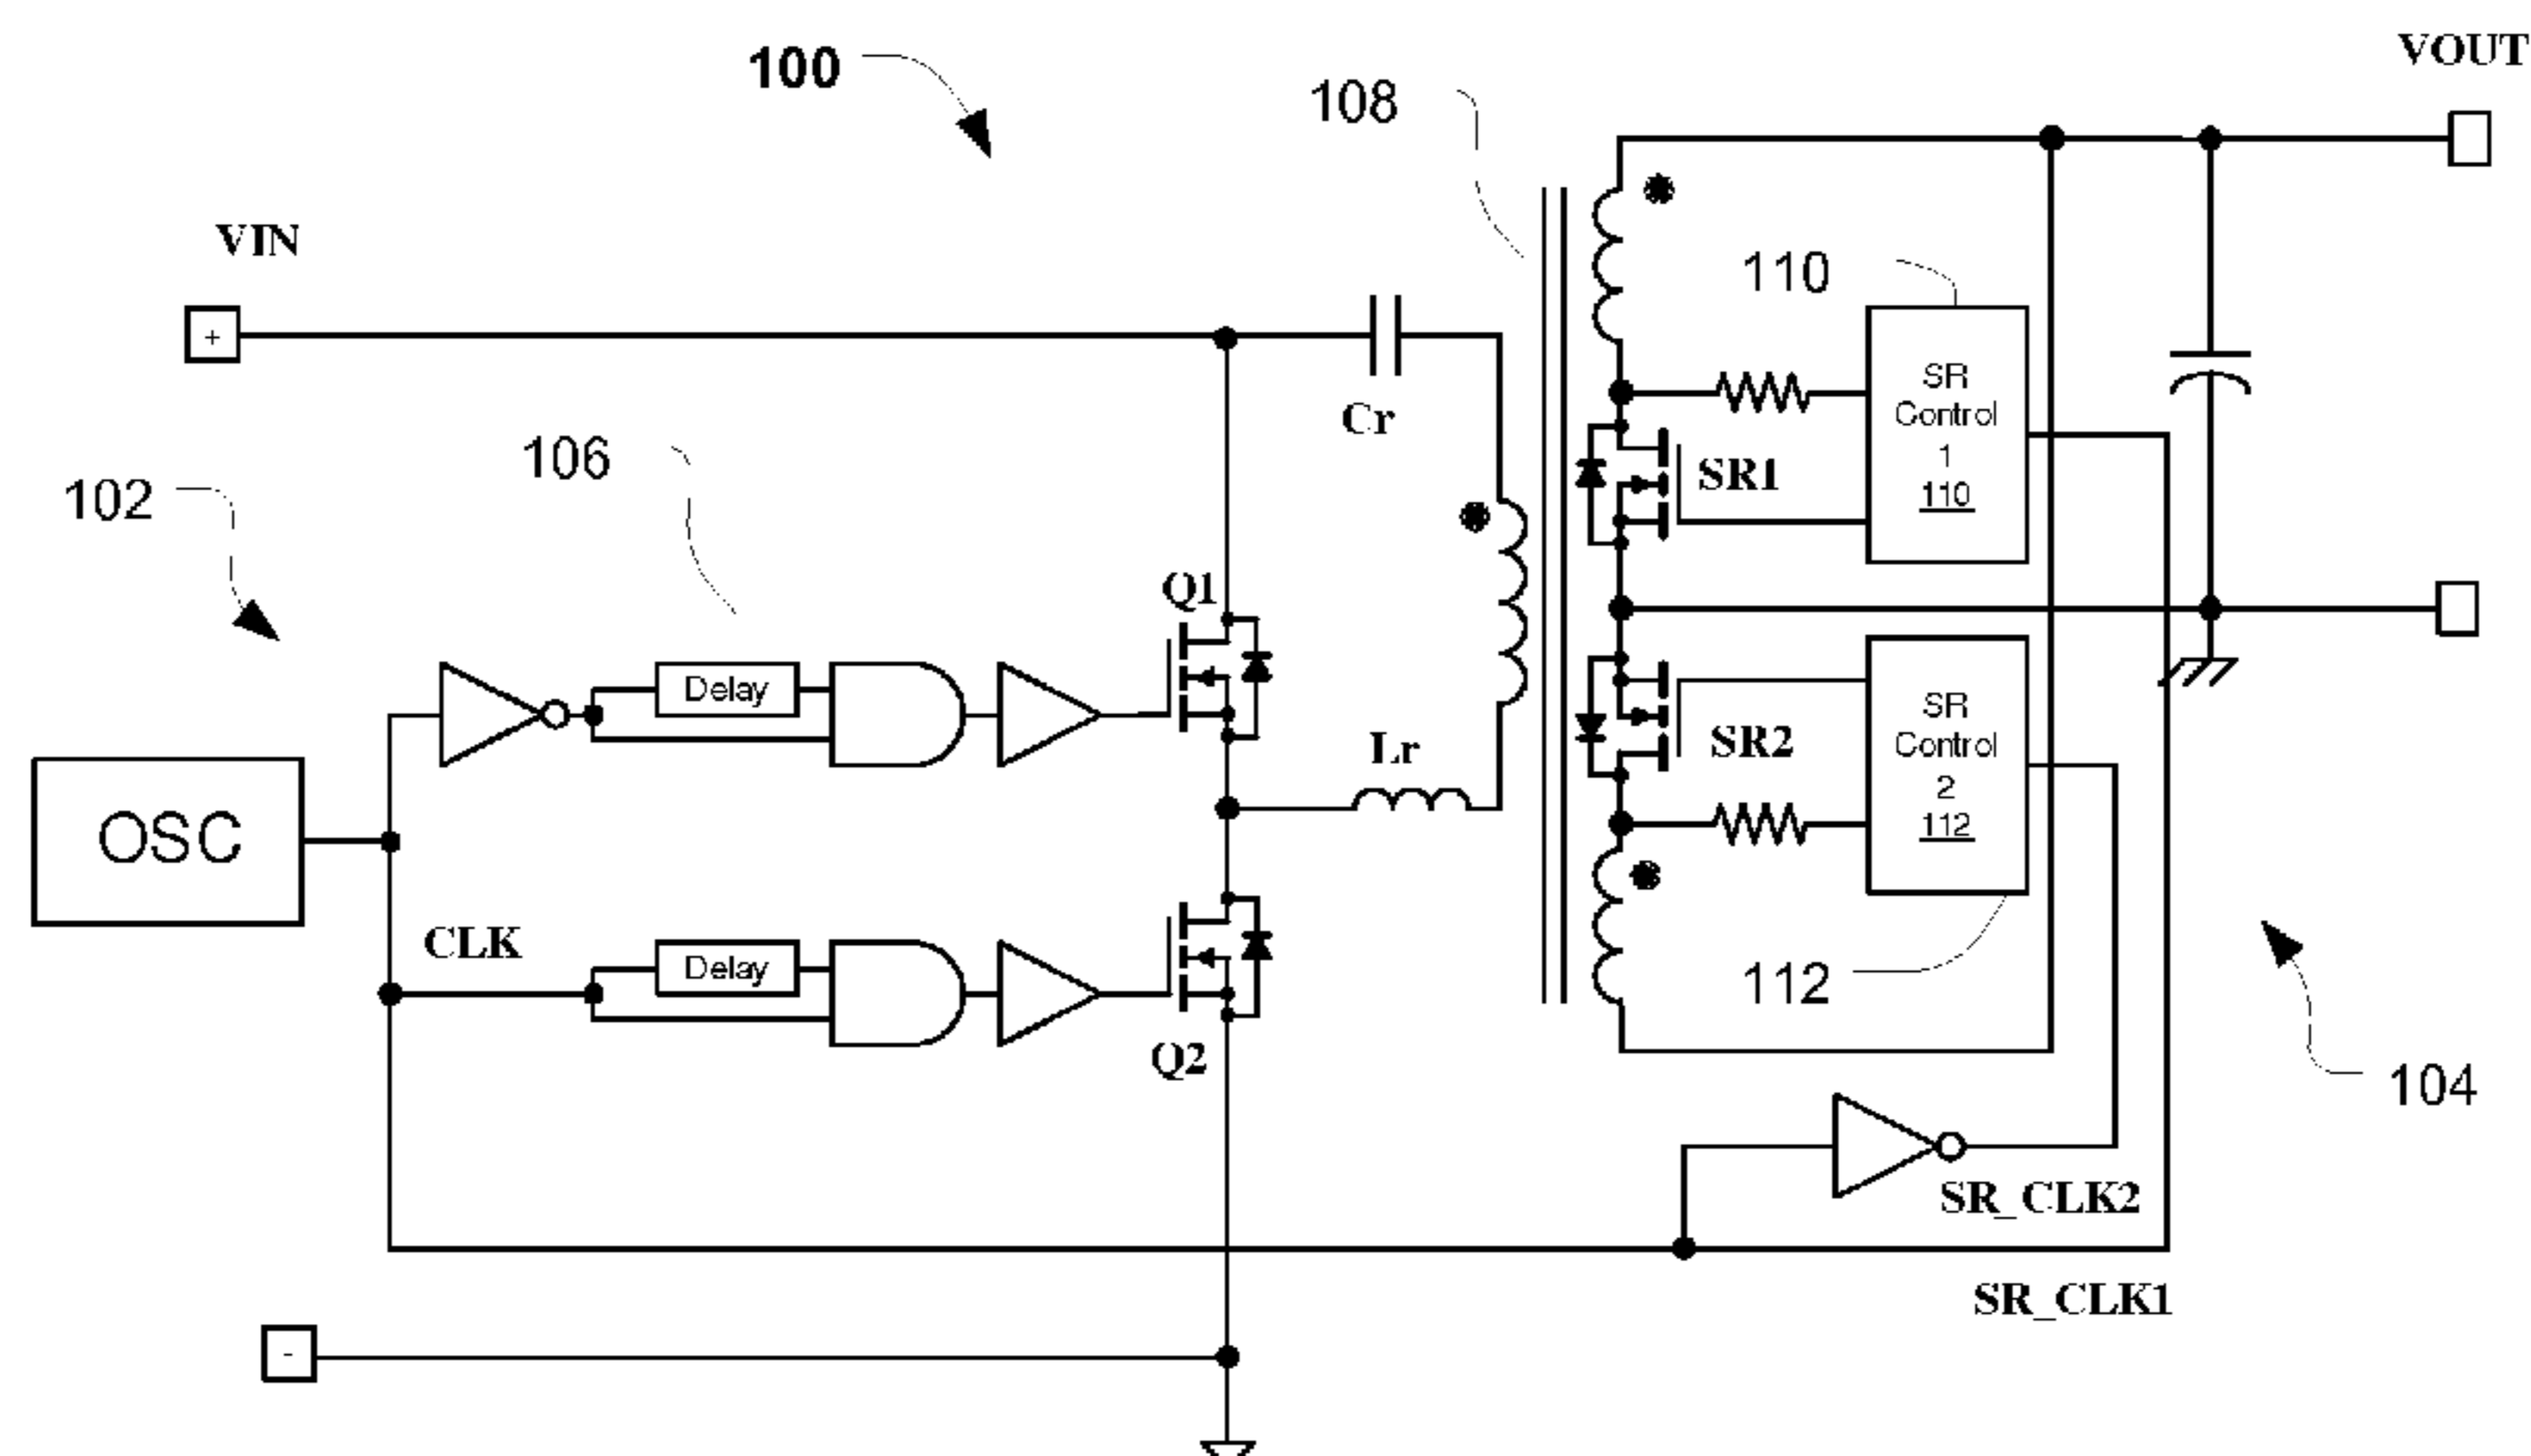 100
VOUT
108
VIN
110
+
Cr
SR
Control
1
110
106
SR1
102
Q1
Delay
SR
Control
2
112
SR2
Lr
OSC
CLK
Delay
112
Q2
104
SR_CLK2
SR_CLK1
-